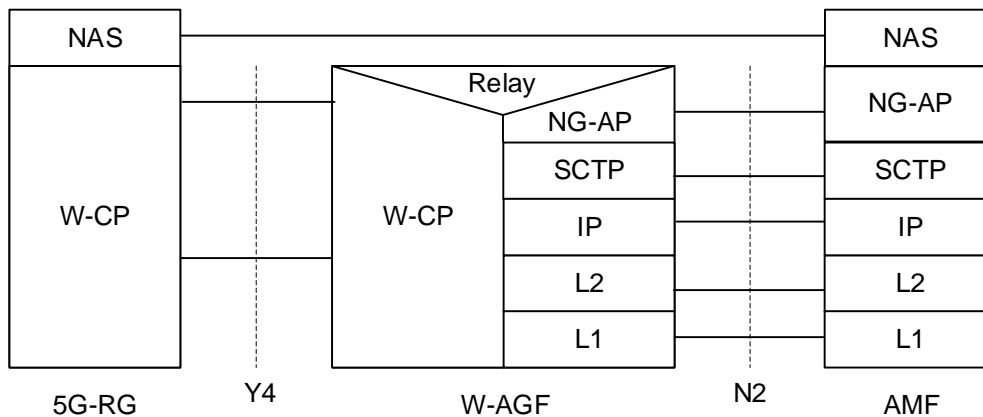 NAS
NAS
Relay
NG-AP
NG-AP
SCTP
SCTP
W-CP
W-CP
IP
IP
L2
L2
L1
L1
5G-RG
Y4
W-AGF
N2
AMF